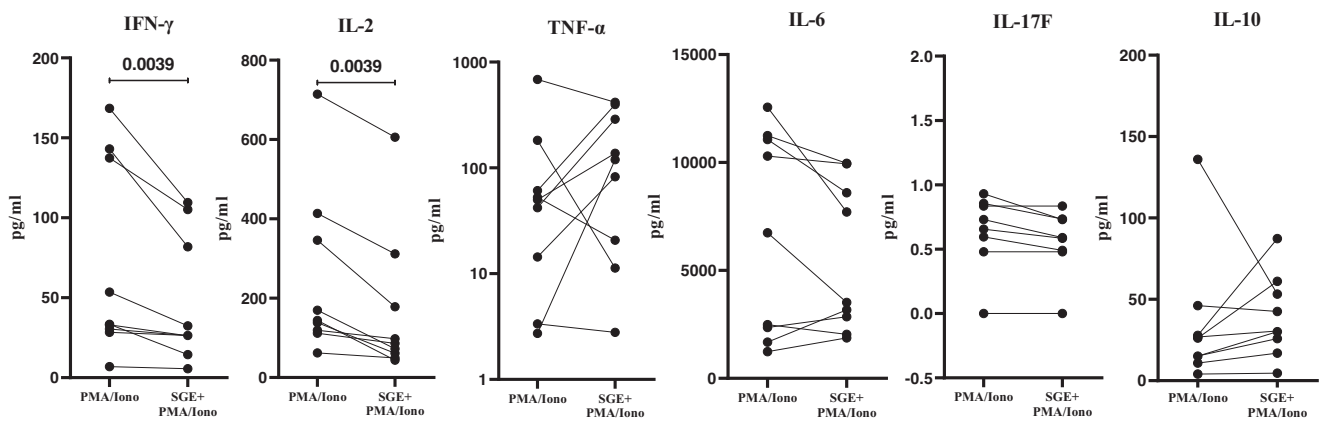 IFN-γ
0.0039
200
150
100
50
0
pg/ml
PMA/Iono
SGE+
PMA/Iono
IL-2
0.0039
800
600
400
200
0
pg/ml
PMA/Iono
SGE+
PMA/Iono
TNF-α
1000
100
10
1
pg/ml
PMA/Iono
SGE+
PMA/Iono
IL-6
15000
10000
5000
0
pg/ml
PMA/Iono
SGE+
PMA/Iono
IL-17F
2.0
1.5
1.0
0.5
0.0
-0.5
pg/ml
PMA/Iono
SGE+
PMA/Iono
IL-10
200
150
100
50
0
pg/ml
PMA/Iono
SGE+
PMA/Iono